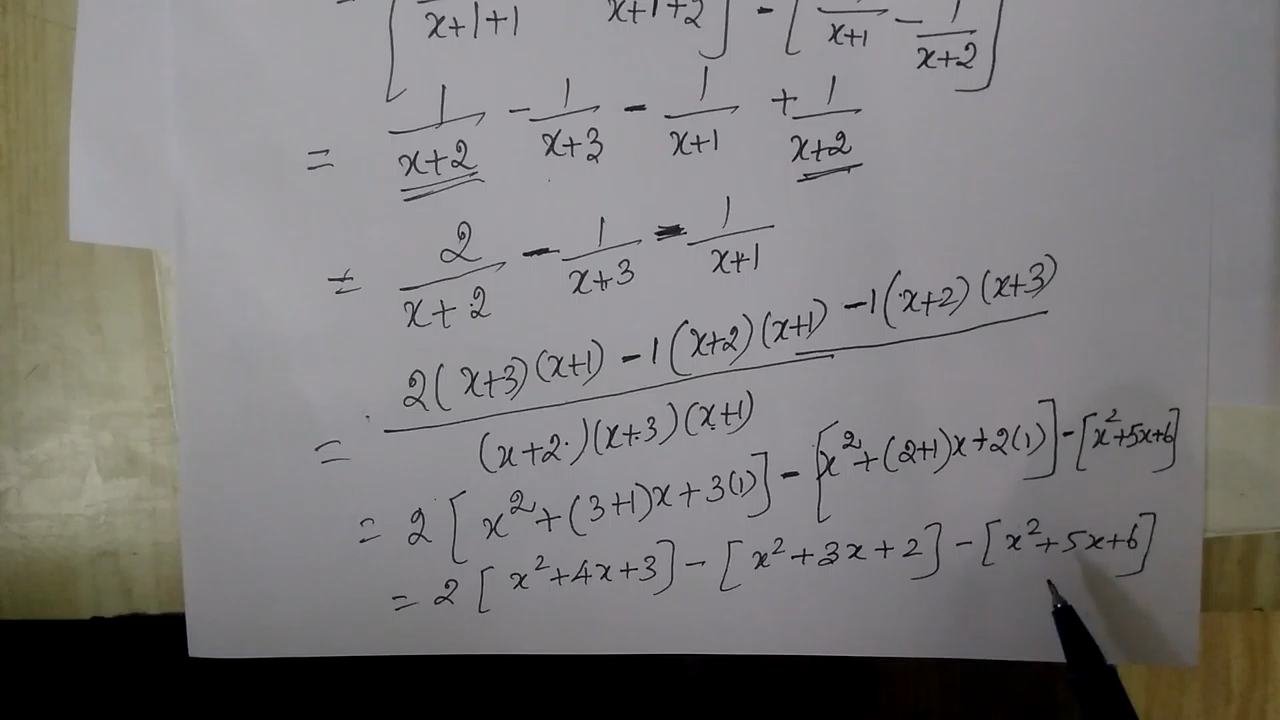 = [ /x+1+1 x+1+2 ] - [ /x+1 - 1/x+2 ]
= 1/x+2 - 1/x+3 - 1/x+1 + 1/x+2
= 2/x+2 - 1/x+3 - 1/x+1
= 2(x+3)(x+1) -1(x+2)(x+1) -1(x+2)(x+3)
(x+2)(x+3)(x+1)
= 2[x²+(3+1)x+3(1)] - [x²+(2+1)x+2(1)] - [x²+5x+6]
= 2[x²+4x+3] - [x²+3x+2] - [x²+5x+6]